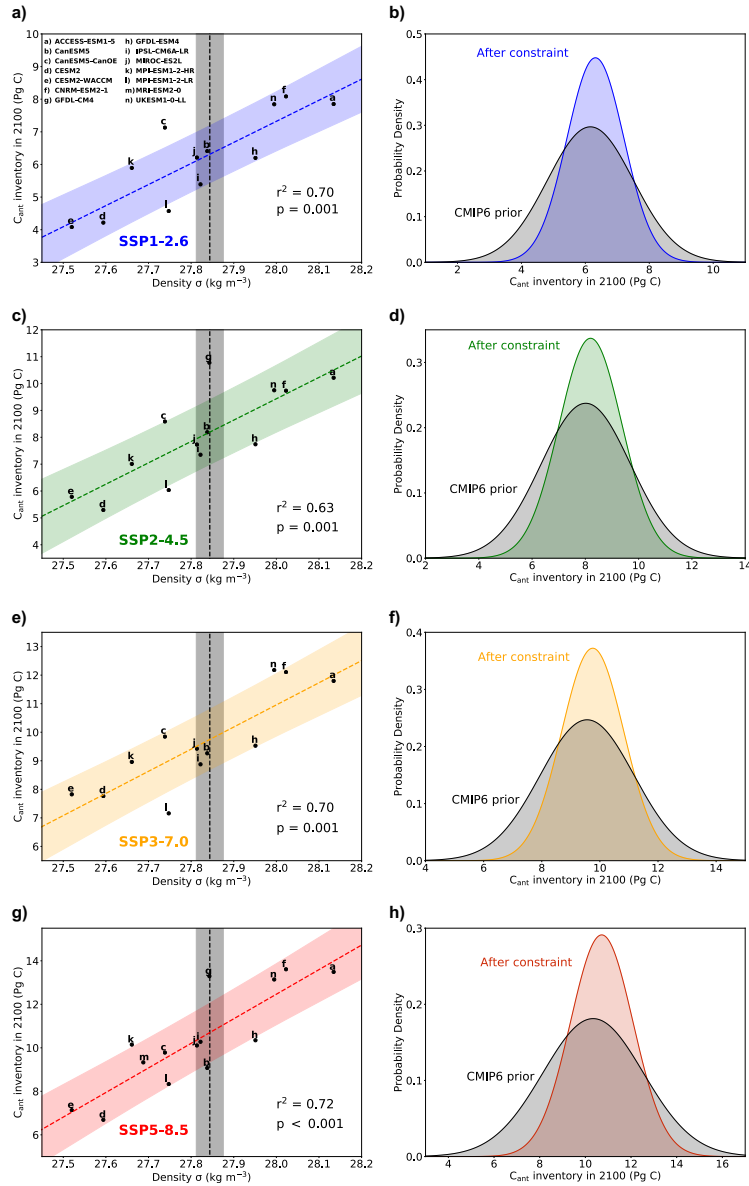 a)
a) ACCESS-ESM1-5 h) GFDL-ESM4
b) CanESM5 i) IPSL-CM6A-LR
c) CanESM5-CanOE j) MIROC-ES2L
d) CESM2 k) MPI-ESM1-2-HR
e) CESM2-WACCM l) MPI-ESM1-2-LR
f) CNRM-ESM2-1 m) MRI-ESM2-0
g) GFDL-CM4 n) UKESM1-0-LL
10
9
8
7
6
5
4
3
Cant inventory in 2100 (Pg C)
e
d
l
k
c
j
i
b
h
n
f
a
r² = 0.70
p = 0.001
SSP1-2.6
27.5 27.6 27.7 27.8 27.9 28.0 28.1 28.2
Density σ (kg m⁻³)
b)
After constraint
CMIP6 prior
Probability Density
0.5
0.4
0.3
0.2
0.1
0.0
2 4 6 8 10
Cant inventory in 2100 (Pg C)
c)
12
11
10
9
8
7
6
5
4
Cant inventory in 2100 (Pg C)
e
d
l
k
c
j
i
b
g
h
n
f
a
r² = 0.63
p = 0.001
SSP2-4.5
27.5 27.6 27.7 27.8 27.9 28.0 28.1 28.2
Density σ (kg m⁻³)
d)
After constraint
CMIP6 prior
Probability Density
0.3
0.2
0.1
0.0
2 4 6 8 10 12 14
Cant inventory in 2100 (Pg C)
e)
13
12
11
10
9
8
7
6
Cant inventory in 2100 (Pg C)
e
d
l
k
c
j
i
b
h
n
f
a
r² = 0.70
p = 0.001
SSP3-7.0
27.5 27.6 27.7 27.8 27.9 28.0 28.1 28.2
Density σ (kg m⁻³)
f)
After constraint
CMIP6 prior
Probability Density
0.4
0.3
0.2
0.1
0.0
4 6 8 10 12 14
Cant inventory in 2100 (Pg C)
g)
14
12
10
8
6
Cant inventory in 2100 (Pg C)
e
d
k
m
c
l
j
i
b
g
h
n
f
a
r² = 0.72
p < 0.001
SSP5-8.5
27.5 27.6 27.7 27.8 27.9 28.0 28.1 28.2
Density σ (kg m⁻³)
h)
After constraint
CMIP6 prior
Probability Density
0.3
0.2
0.1
0.0
4 6 8 10 12 14 16
Cant inventory in 2100 (Pg C)